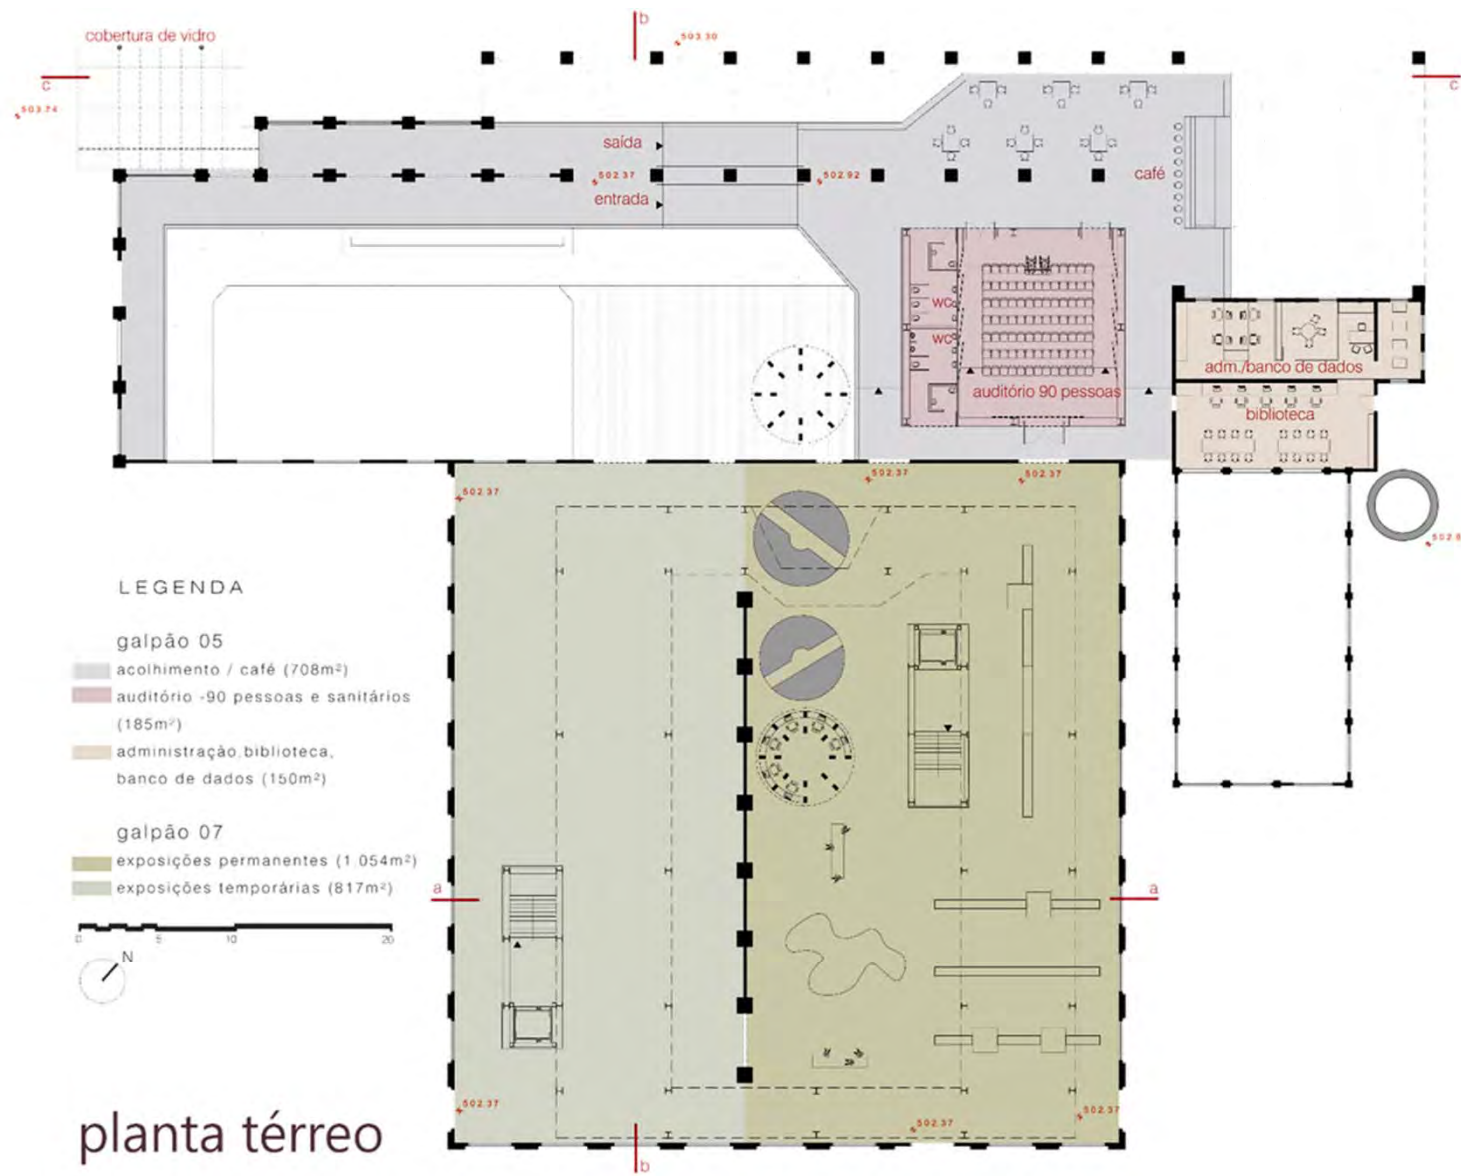 b
503.30
cobertura de vidro
c
c
503.74
saída
502.37
502.92
café
entrada
wc
wc
adm./banco de dados
auditório 90 pessoas
biblioteca
502.37
502.37
502.37
502.8
LEGENDA
galpão 05
acolhimento / café (708m²)
auditório -90 pessoas e sanitários
(185m²)
administração,biblioteca,
banco de dados (150m²)
galpão 07
exposições permanentes (1.054m²)
exposições temporárias (817m²)
a
a
0 5 10 20
N
502.37
502.37
502.37
planta térreo
b